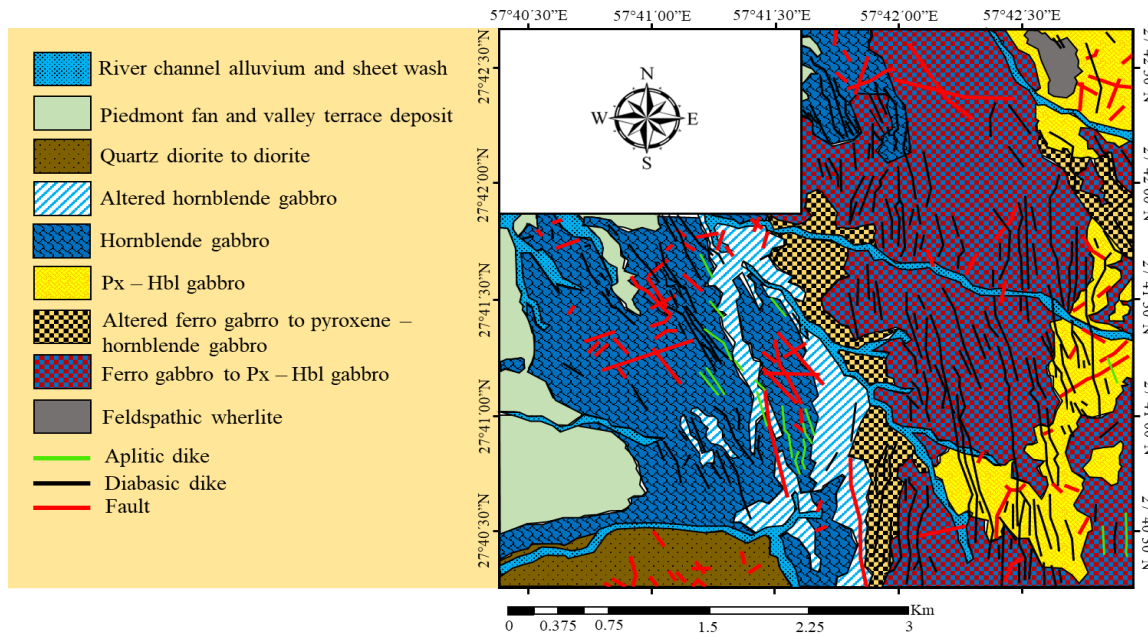 57°40´30”E 57°41´00”E 57°41´30”E 57°42´00”E 57°42´30”E
River channel alluvium and sheet wash
Piedmont fan and valley terrace deposit
Quartz diorite to diorite
Altered hornblende gabbro
Hornblende gabbro
Px – Hbl gabbro
Altered ferro gabrro to pyroxene –
hornblende gabbro
Ferro gabbro to Px – Hbl gabbro
Feldspathic wherlite
Aplitic dike
Diabasic dike
Fault
N
W E
S
27°42´30”N
27°42´00”N
27°41´30”N
27°41´00”N
27°40´30”N
Km
0 0.375 0.75 1.5 2.25 3